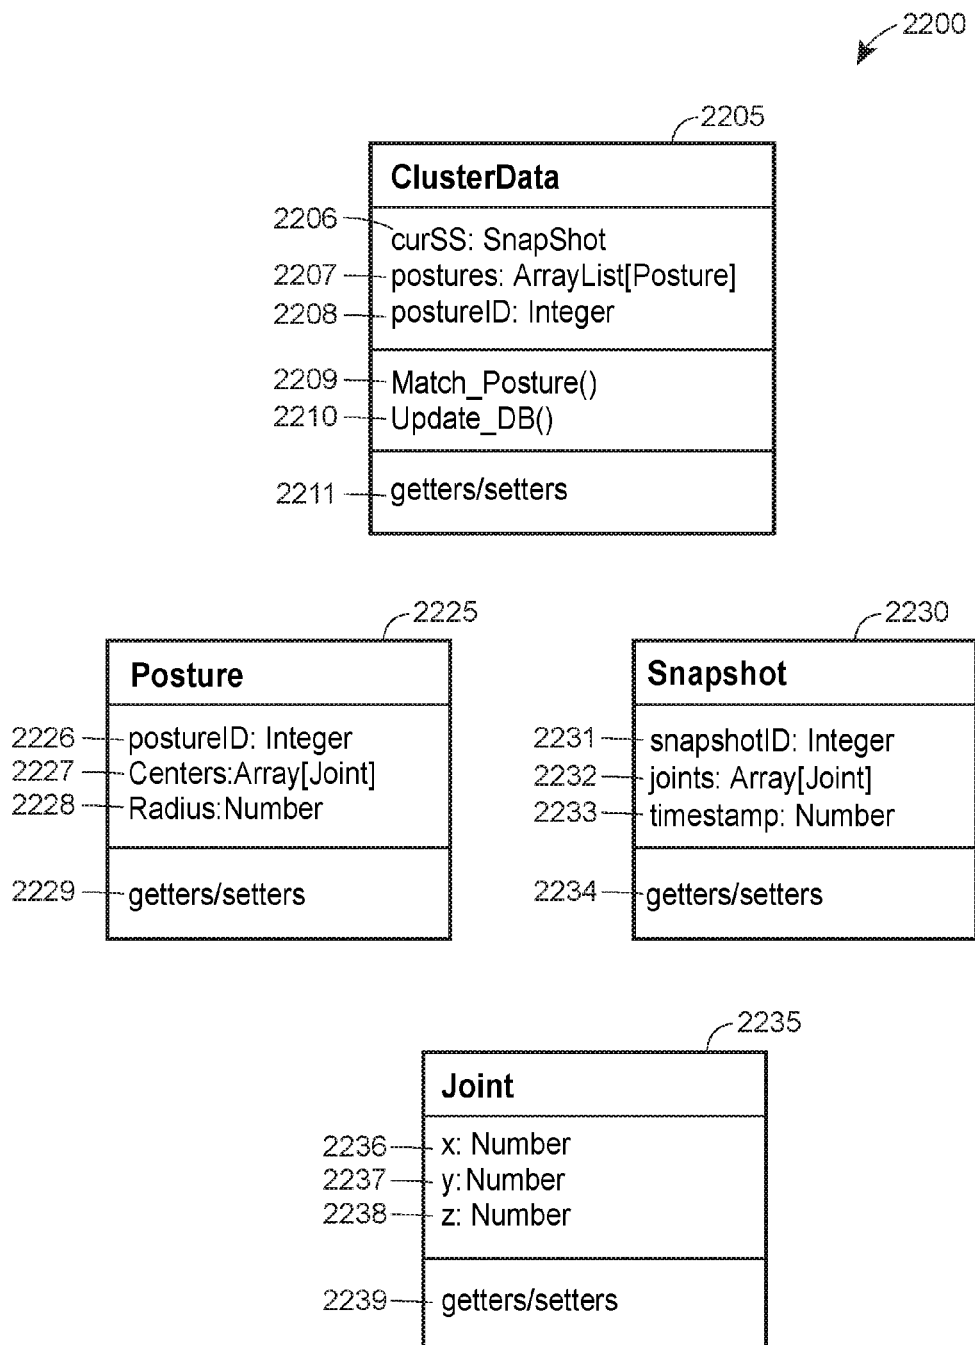 2200
2205
ClusterData
2206 curSS: SnapShot
2207 postures: ArrayList[Posture]
2208 postureID: Integer
2209 Match_Posture()
2210 Update_DB()
2211 getters/setters
2225
Posture
2226 postureID: Integer
2227 Centers:Array[Joint]
2228 Radius:Number
2229 getters/setters
2230
Snapshot
2231 snapshotID: Integer
2232 joints: Array[Joint]
2233 timestamp: Number
2234 getters/setters
2235
Joint
2236 x: Number
2237 y:Number
2238 z: Number
2239 getters/setters